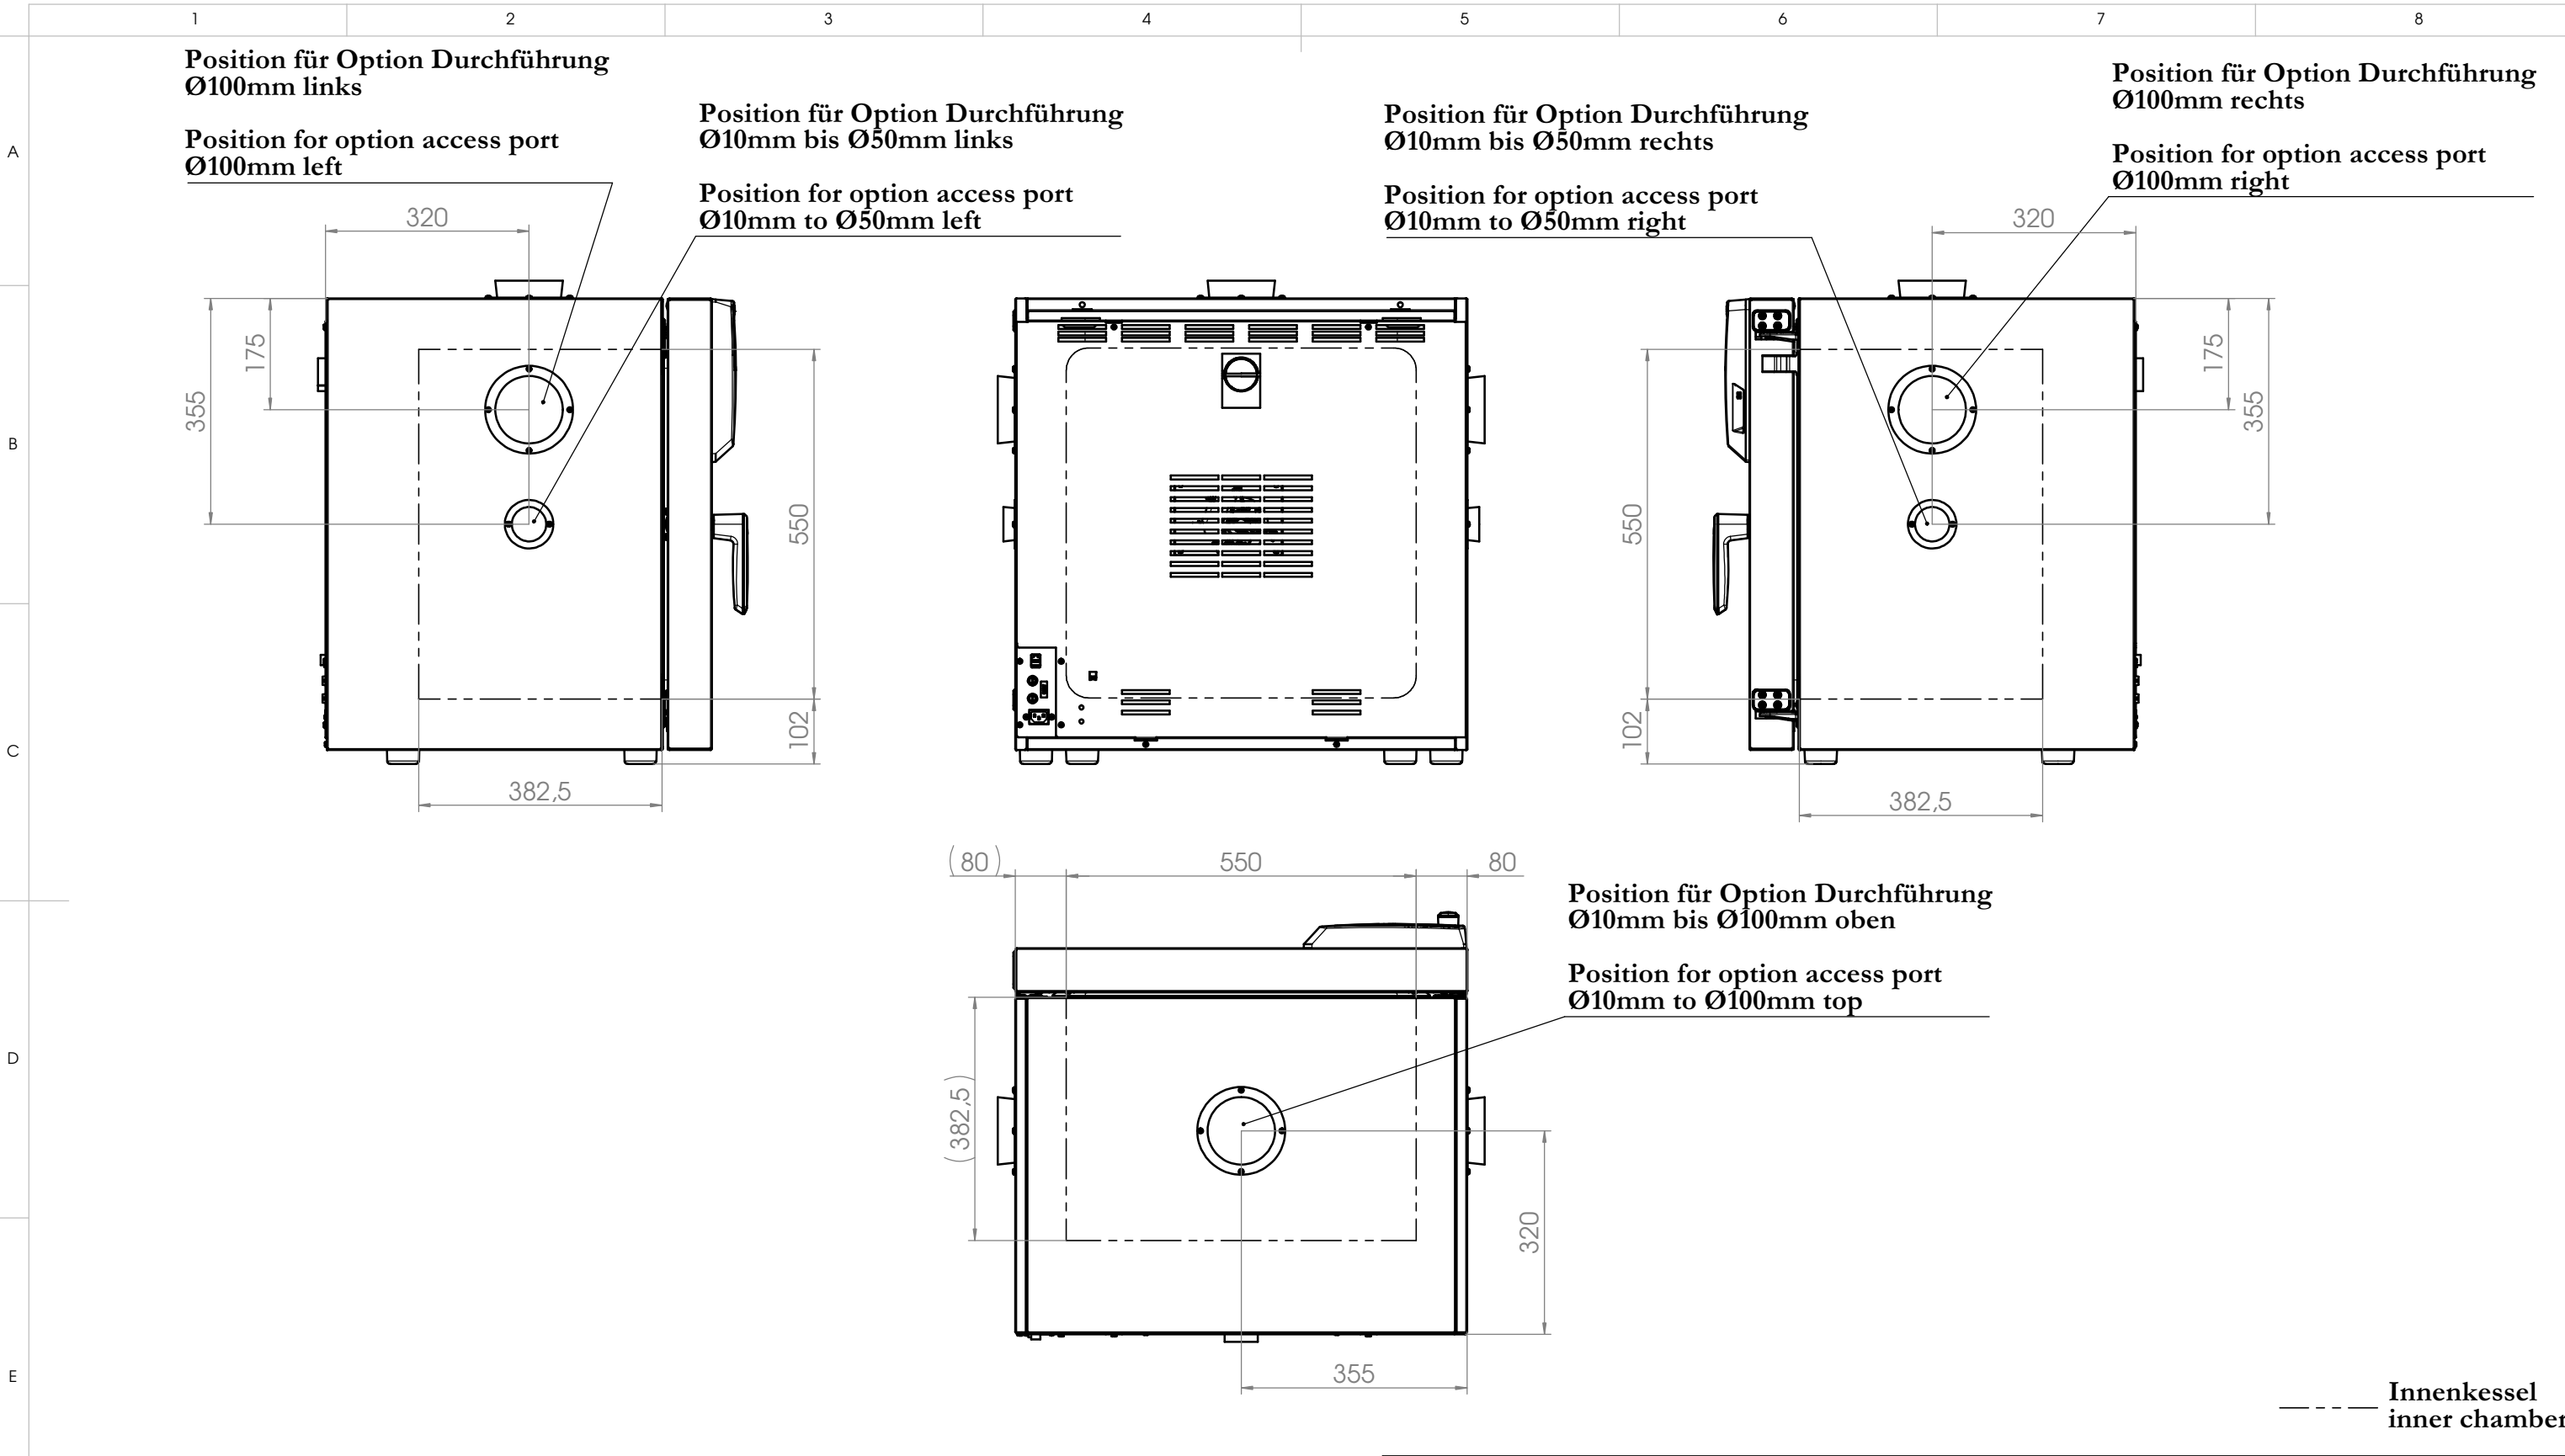 1 2 3 4 5 6 7 8
A
B
C
D
E
Position für Option Durchführung
Ø100mm links
Position for option access port
Ø100mm left
Position für Option Durchführung
Ø10mm bis Ø50mm links
Position for option access port
Ø10mm to Ø50mm left
Position für Option Durchführung
Ø10mm bis Ø50mm rechts
Position for option access port
Ø10mm to Ø50mm right
Position für Option Durchführung
Ø100mm rechts
Position for option access port
Ø100mm right
320
175
355
550
102
382,5
320
175
355
550
102
382,5
(80)
550
80
Position für Option Durchführung
Ø10mm bis Ø100mm oben
Position for option access port
Ø10mm to Ø100mm top
(382,5)
320
355
Innenkessel
inner chamber